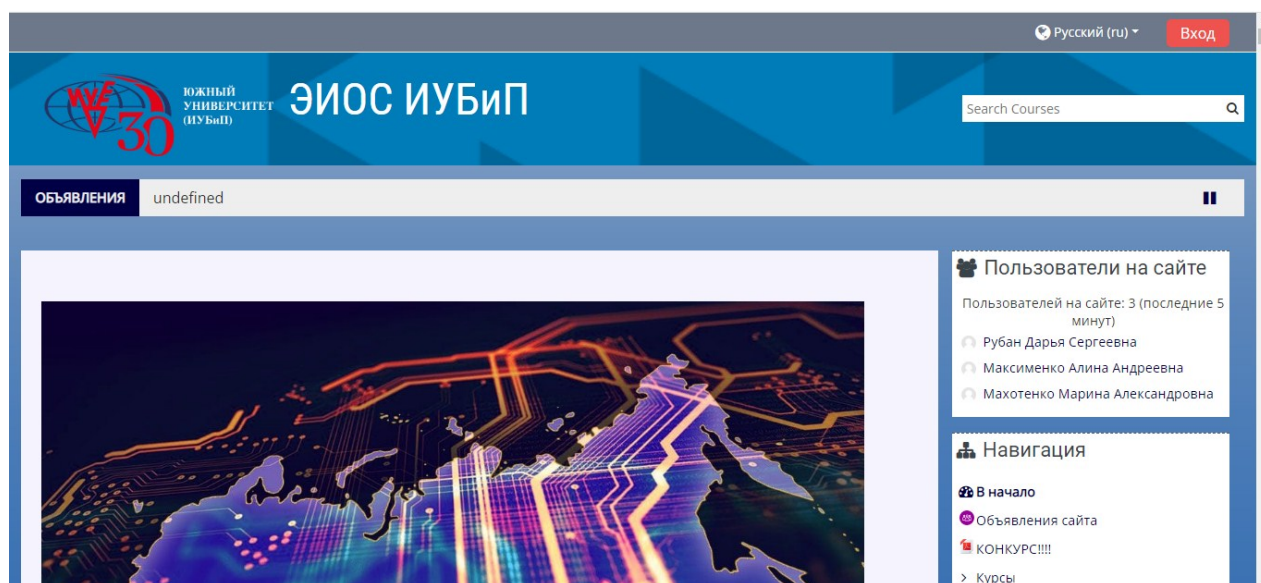 Русский (ru)
Вход
ЮЖНЫЙ
УНИВЕРСИТЕТ
(ИУБиП)
30
ЭИОС ИУБиП
Search Courses
ОБЪЯВЛЕНИЯ
undefined
Пользователи на сайте
Пользователей на сайте: 3 (последние 5
минут)
Рубан Дарья Сергеевна
Максименко Алина Андреевна
Махотенко Марина Александровна
Навигация
В начало
Объявления сайта
КОНКУРС!!!!
Курсы